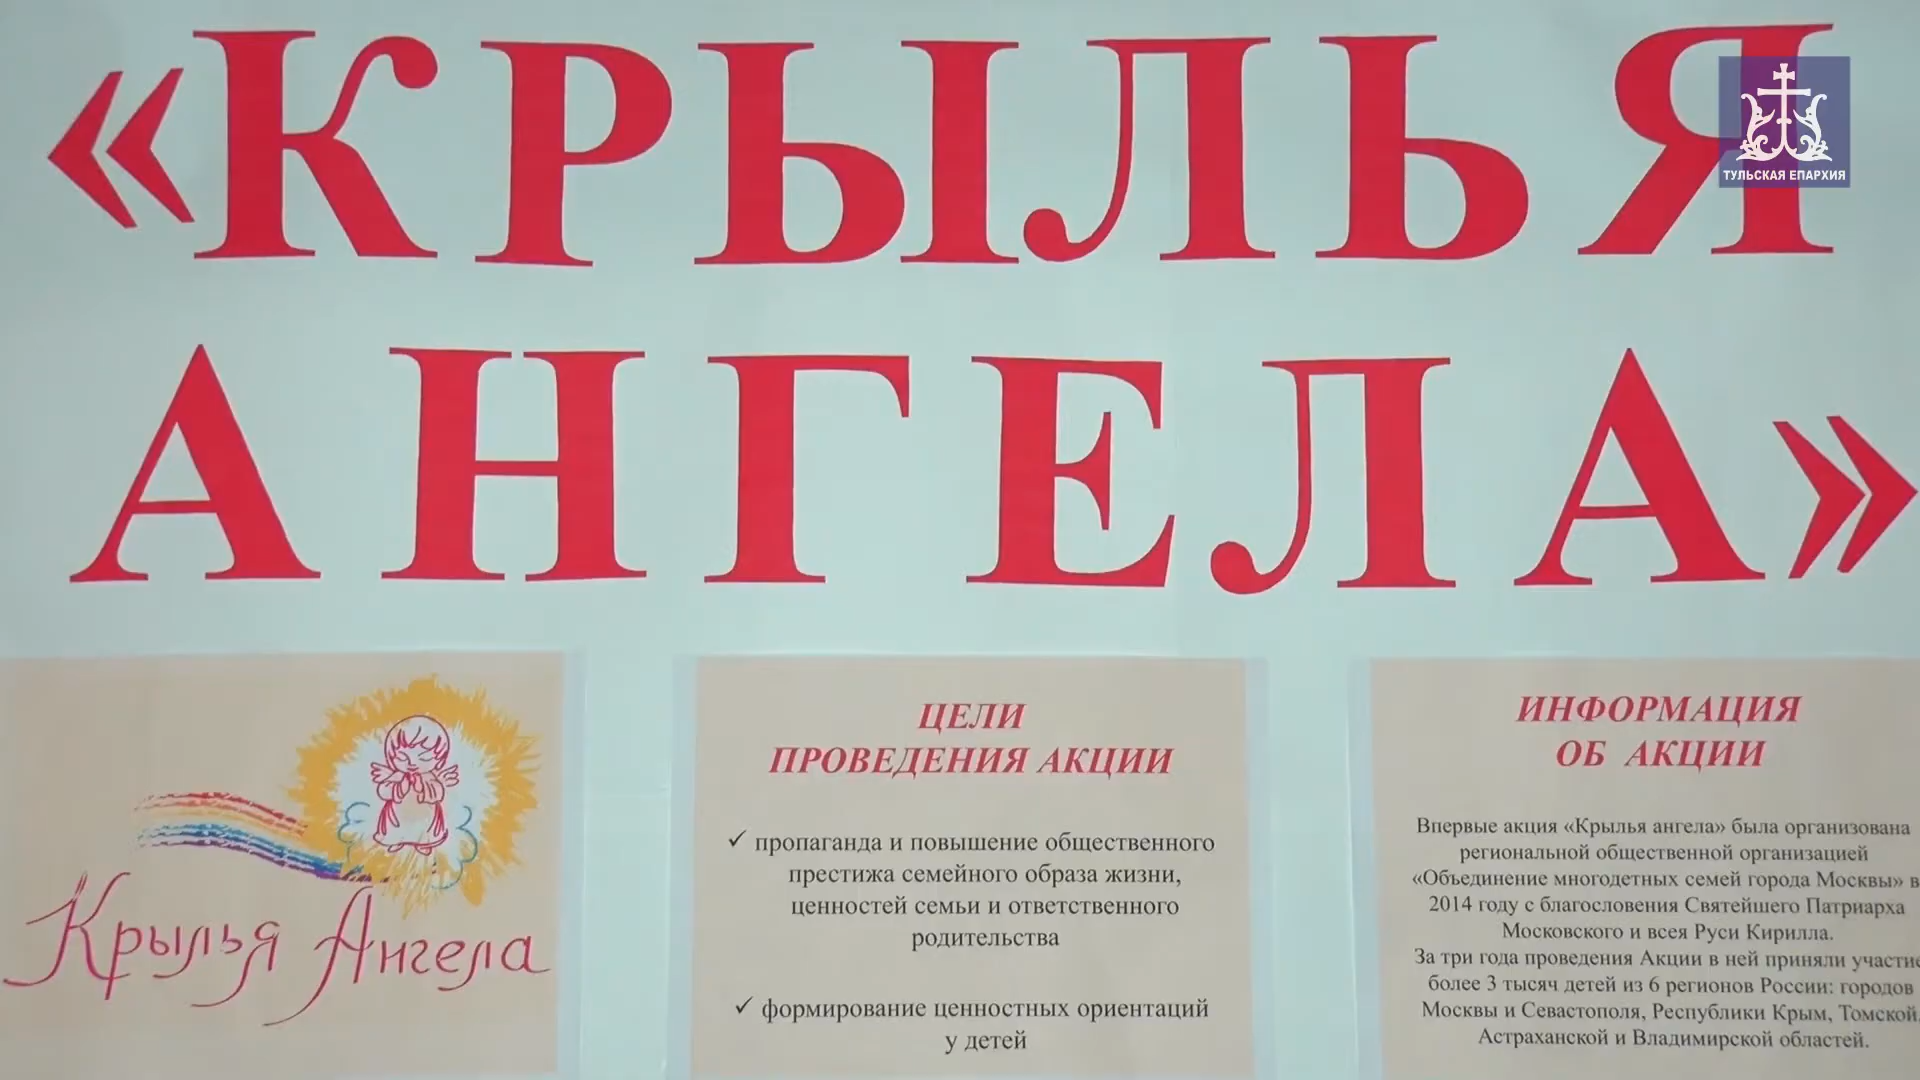 «КРЫЛЬЯ
АНГЕЛА»
ТУЛЬСКАЯ ЕПАРХИЯ
Крылья Ангела
ЦЕЛИ
ПРОВЕДЕНИЯ АКЦИИ
✓ пропаганда и повышение общественного
престижа семейного образа жизни,
ценностей семьи и ответственного
родительства
✓ формирование ценностных ориентаций
у детей
ИНФОРМАЦИЯ
ОБ АКЦИИ
Впервые акция «Крылья ангела» была организована
региональной общественной организацией
«Объединение многодетных семей города Москвы» в
2014 году с благословения Святейшего Патриарха
Московского и всея Руси Кирилла.
За три года проведения Акции в ней приняли участие
более 3 тысяч детей из 6 регионов России: городов
Москвы и Севастополя, Республики Крым, Томской,
Астраханской и Владимирской областей.